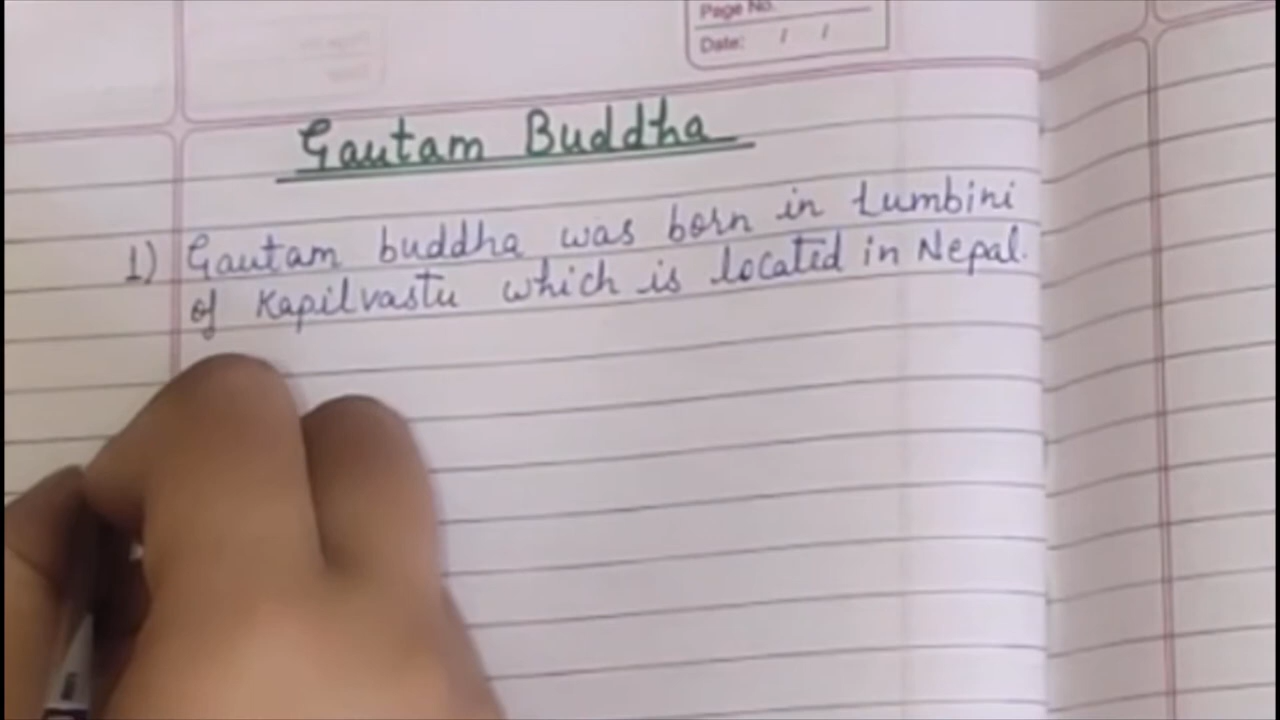 Page No.
Date: / /
Gautam Buddha
1) Gautam buddha was born in Lumbini
of Kapilvastu which is located in Nepal.